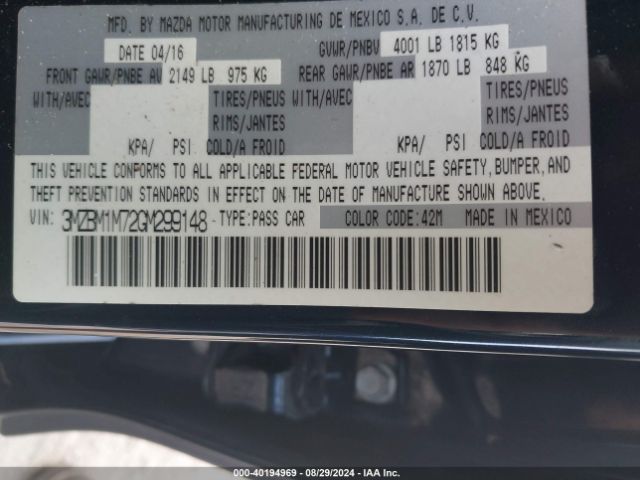 MFD. BY MAZDA MOTOR MANUFACTURING DE MEXICO S.A. DE C.V.
DATE 04/16 GVWR/PNBV 4001 LB 1815 KG
FRONT GAWR/PNBE AV 2149 LB 975 KG REAR GAWR/PNBE AR 1870 LB 848 KG
WITH/AVEC TIRES/PNEUS WITH/AVEC TIRES/PNEUS
RIMS/JANTES RIMS/JANTES
KPA/ PSI COLD/A FROID KPA/ PSI COLD/A FROID
THIS VEHICLE CONFORMS TO ALL APPLICABLE FEDERAL MOTOR VEHICLE SAFETY, BUMPER, AND
THEFT PREVENTION STANDARDS IN EFFECT ON THE DATE OF MANUFACTURE SHOWN ABOVE.
VIN: 3MZBM1M72GM299148 - TYPE:PASS CAR COLOR CODE:42M MADE IN MEXICO
000-40194969 - 08/29/2024 - IAA Inc.